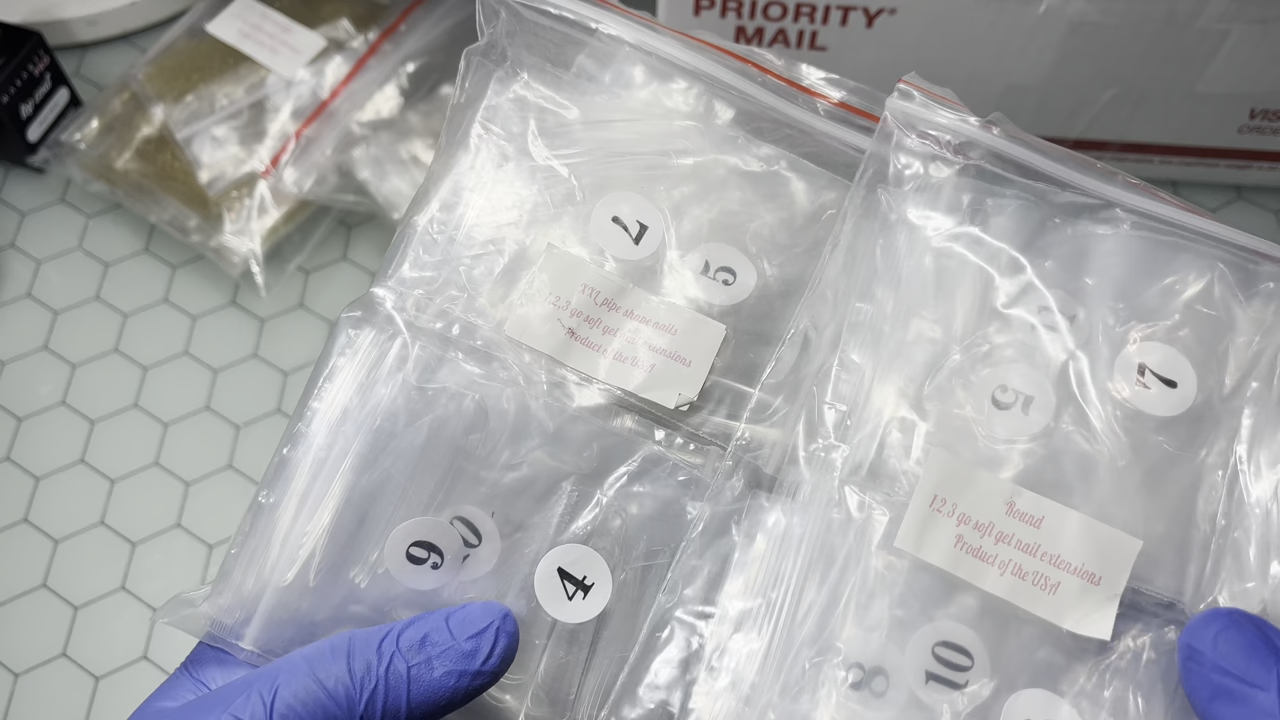 PRIORITY*
MAIL
VIS
7
5
XXL pipe shape nails
1,2,3 go soft gel nail extensions
Product of the USA
6
4
5
7
Round
1,2,3 go soft gel nail extensions
Product of the USA
8
10